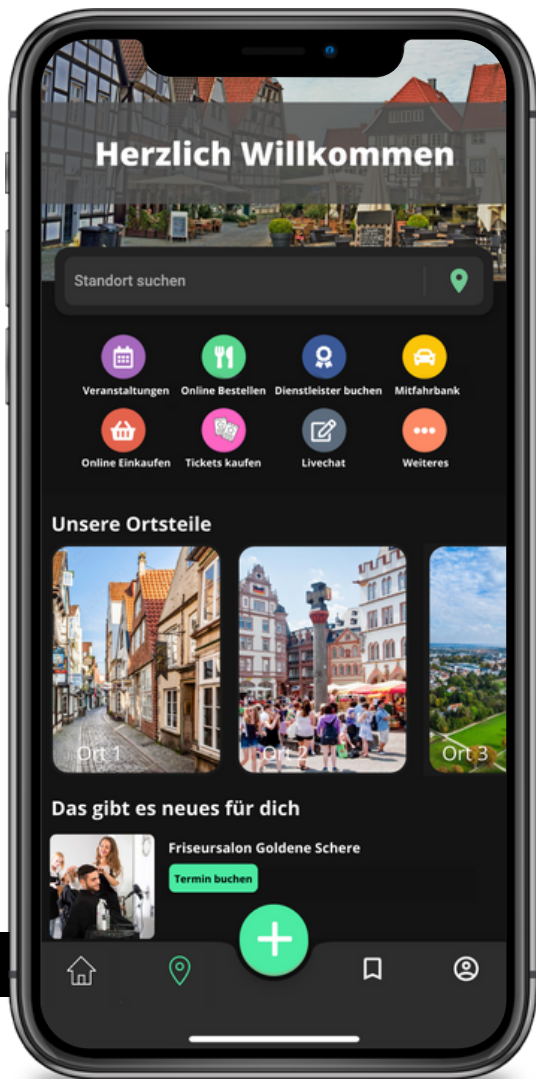 Herzlich Willkommen
Standort suchen
Veranstaltungen Online Bestellen Dienstleister buchen Mitfahrbank
Online Einkaufen Tickets kaufen Livechat Weiteres
Unsere Ortsteile
Ort 1 Ort 2 Ort 3
Das gibt es neues für dich
Friseursalon Goldene Schere
Termin buchen